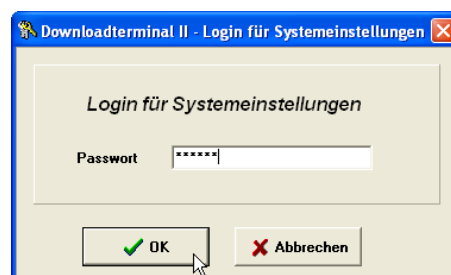 Downloadterminal II - Login für Systemeinstellungen
Login für Systemeinstellungen
Passwort ******
OK Abbrechen